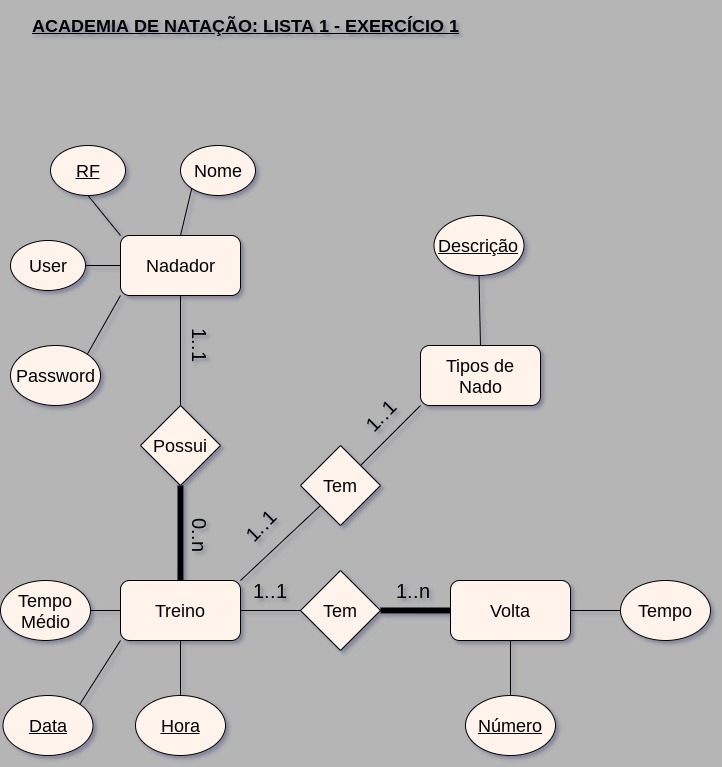 ACADEMIA DE NATAÇÃO: LISTA 1 - EXERCÍCIO 1
RF
Nome
User
Nadador
Descrição
1..1
Password
Tipos de
Nado
1..1
Possui
Tem
0..n
1..1
Tempo
Médio
Treino
1..1
Tem
1..n
Volta
Tempo
Data
Hora
Número